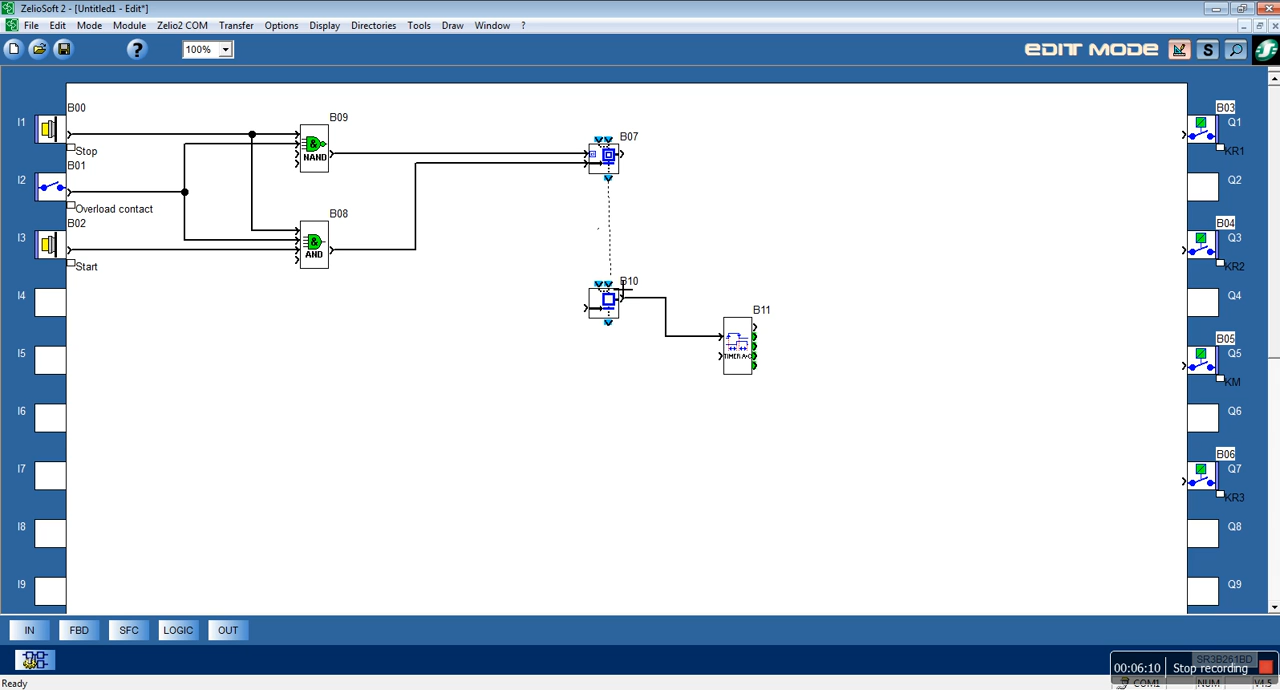 ZelioSoft 2 - [Untitled1 - Edit*]
File Edit Mode Module Zelio2 COM Transfer Options Display Directories Tools Draw Window ?
? 100% EDIT MODE S
B00
I1
Stop
B01
I2
Overload contact
B02
I3
Start
I4
I5
I6
I7
I8
I9
B09
&
NAND
B08
&
AND
B07
B10
B11
TIMER A-C
B03
Q1
KR1
Q2
B04
Q3
KR2
Q4
B05
Q5
KM
Q6
B06
Q7
KR3
Q8
Q9
IN FBD SFC LOGIC OUT
SR3B261BD
00:06:10 Stop recording
Ready COM1 NUM V4.5